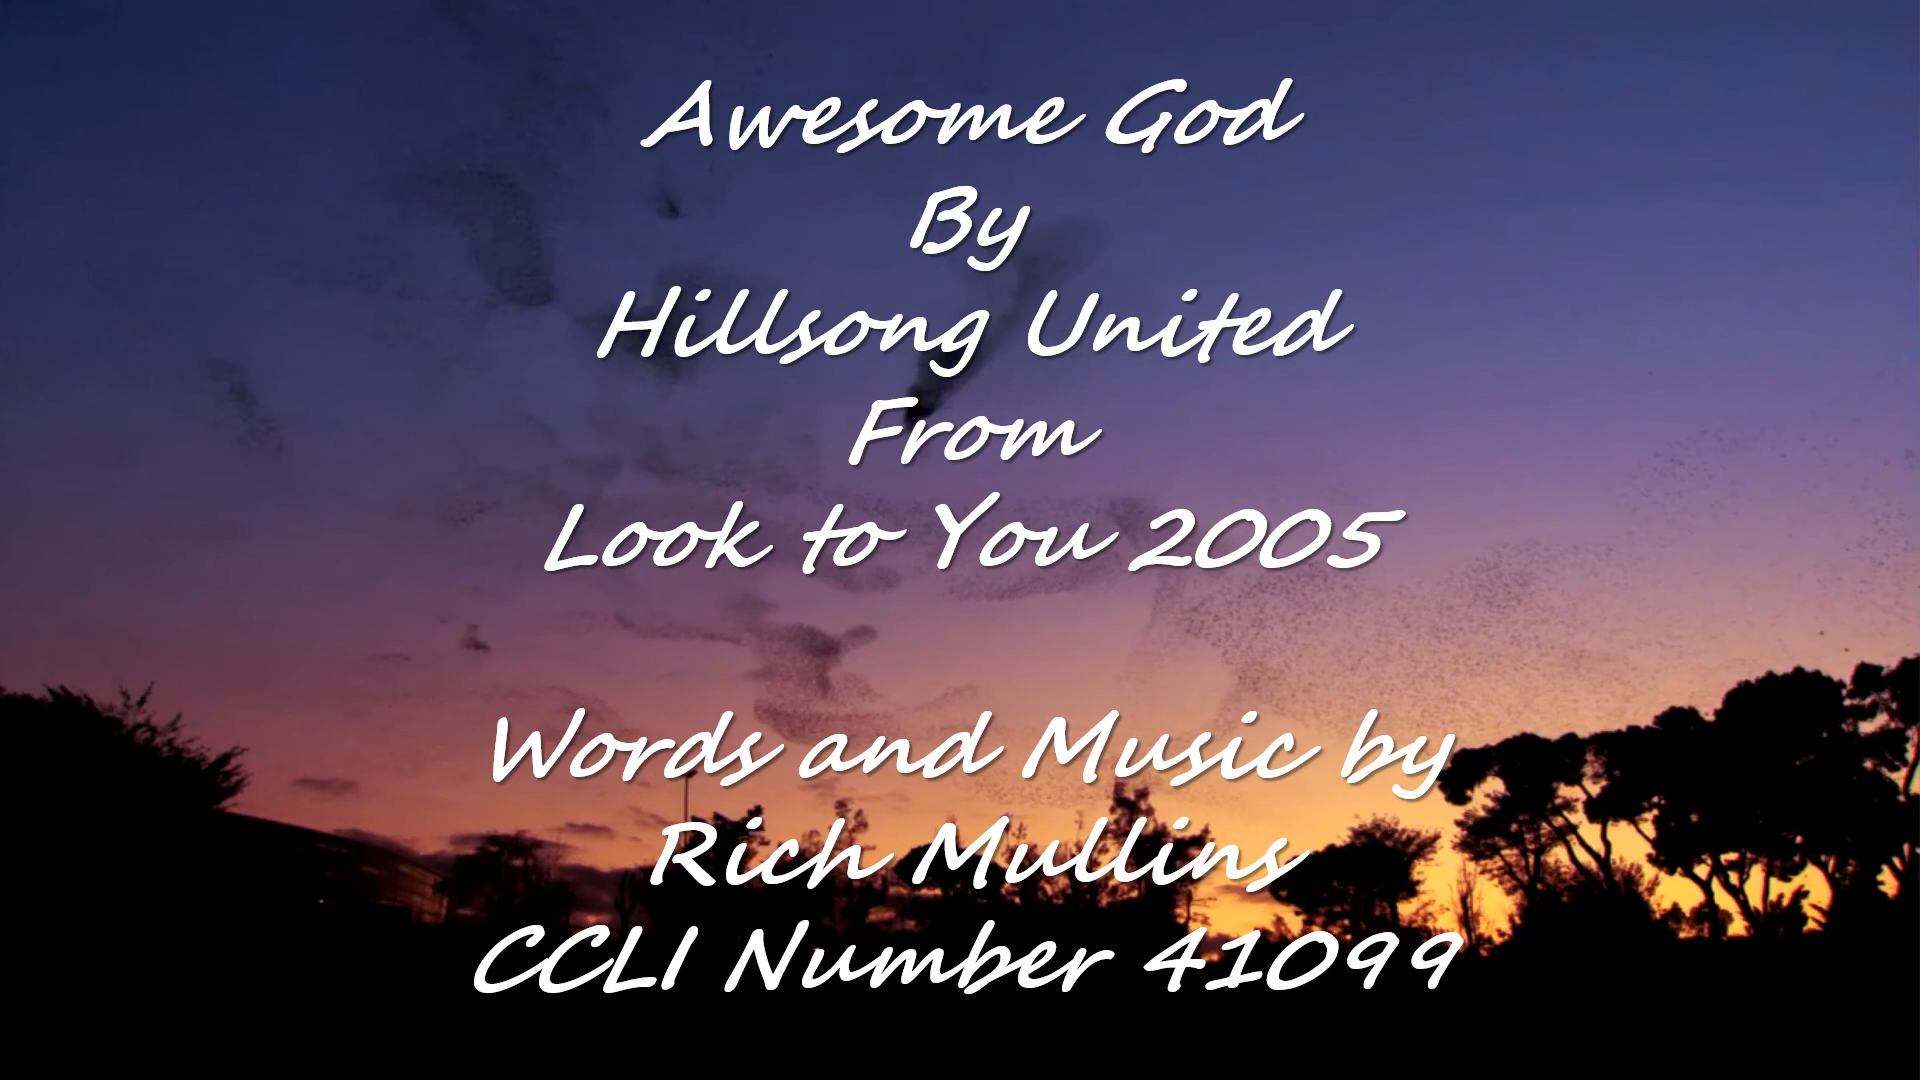 Awesome God
By
Hillsong United
From
Look to You 2005
Words and Music by
Rich Mullins
CCLI Number 41099